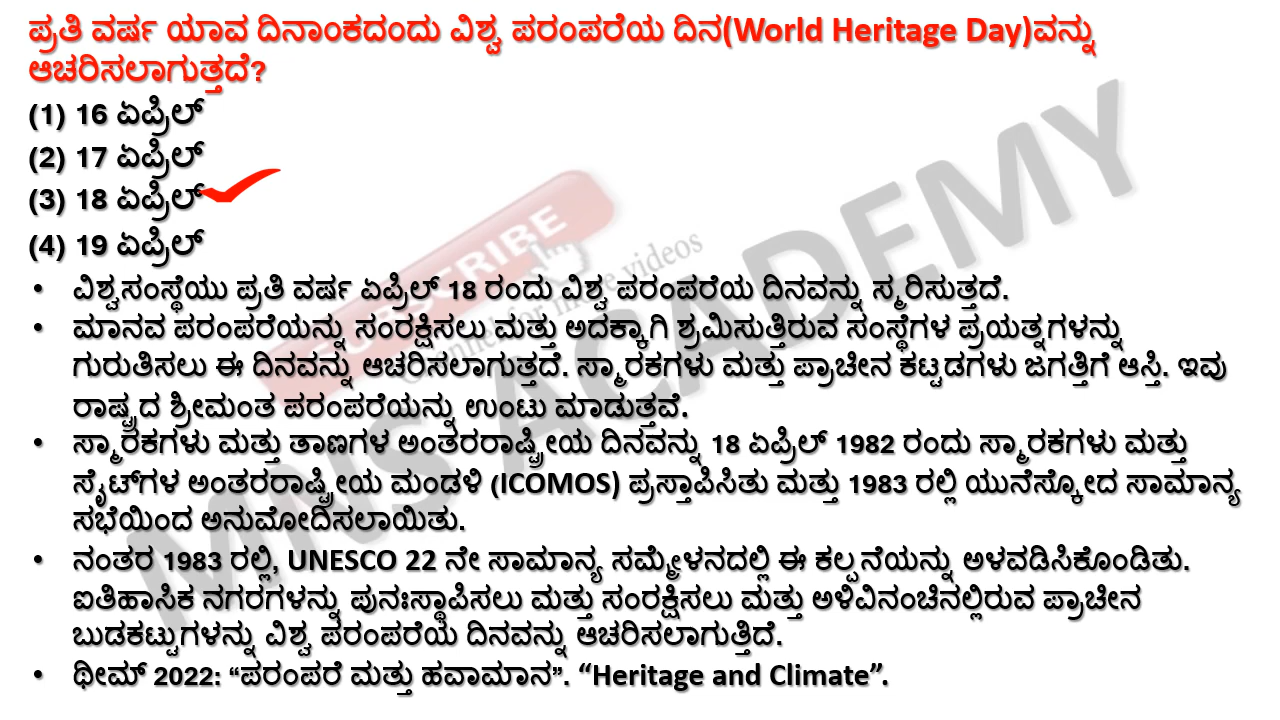 ಪ್ರತಿ ವರ್ಷ ಯಾವ ದಿನಾಂಕದಂದು ವಿಶ್ವ ಪರಂಪರೆಯ ದಿನ(World Heritage Day)ವನ್ನು
ಆಚರಿಸಲಾಗುತ್ತದೆ?
(1) 16 ಏಪ್ರಿಲ್
(2) 17 ಏಪ್ರಿಲ್
(3) 18 ಏಪ್ರಿಲ್
(4) 19 ಏಪ್ರಿಲ್
• ವಿಶ್ವಸಂಸ್ಥೆಯು ಪ್ರತಿ ವರ್ಷ ಏಪ್ರಿಲ್ 18 ರಂದು ವಿಶ್ವ ಪರಂಪರೆಯ ದಿನವನ್ನು ಸ್ಮರಿಸುತ್ತದೆ.
• ಮಾನವ ಪರಂಪರೆಯನ್ನು ಸಂರಕ್ಷಿಸಲು ಮತ್ತು ಅದಕ್ಕಾಗಿ ಶ್ರಮಿಸುತ್ತಿರುವ ಸಂಸ್ಥೆಗಳ ಪ್ರಯತ್ನಗಳನ್ನು
ಗುರುತಿಸಲು ಈ ದಿನವನ್ನು ಆಚರಿಸಲಾಗುತ್ತದೆ. ಸ್ಮಾರಕಗಳು ಮತ್ತು ಪ್ರಾಚೀನ ಕಟ್ಟಡಗಳು ಜಗತ್ತಿಗೆ ಆಸ್ತಿ. ಇವು
ರಾಷ್ಟ್ರದ ಶ್ರೀಮಂತ ಪರಂಪರೆಯನ್ನು ಉಂಟು ಮಾಡುತ್ತವೆ.
• ಸ್ಮಾರಕಗಳು ಮತ್ತು ತಾಣಗಳ ಅಂತರರಾಷ್ಟ್ರೀಯ ದಿನವನ್ನು 18 ಏಪ್ರಿಲ್ 1982 ರಂದು ಸ್ಮಾರಕಗಳು ಮತ್ತು
ಸೈಟ್‌ಗಳ ಅಂತರರಾಷ್ಟ್ರೀಯ ಮಂಡಳಿ (ICOMOS) ಪ್ರಸ್ತಾಪಿಸಿತು ಮತ್ತು 1983 ರಲ್ಲಿ ಯುನೆಸ್ಕೋದ ಸಾಮಾನ್ಯ
ಸಭೆಯಿಂದ ಅನುಮೋದಿಸಲಾಯಿತು.
• ನಂತರ 1983 ರಲ್ಲಿ, UNESCO 22 ನೇ ಸಾಮಾನ್ಯ ಸಮ್ಮೇಳನದಲ್ಲಿ ಈ ಕಲ್ಪನೆಯನ್ನು ಅಳವಡಿಸಿಕೊಂಡಿತು.
ಐತಿಹಾಸಿಕ ನಗರಗಳನ್ನು ಪುನಃಸ್ಥಾಪಿಸಲು ಮತ್ತು ಸಂರಕ್ಷಿಸಲು ಮತ್ತು ಅಳಿವಿನಂಚಿನಲ್ಲಿರುವ ಪ್ರಾಚೀನ
ಬುಡಕಟ್ಟುಗಳನ್ನು ವಿಶ್ವ ಪರಂಪರೆಯ ದಿನವನ್ನು ಆಚರಿಸಲಾಗುತ್ತಿದೆ.
• ಥೀಮ್ 2022: “ಪರಂಪರೆ ಮತ್ತು ಹವಾಮಾನ”. “Heritage and Climate”.
MNS ACADEMY
SUBSCRIBE
for more videos